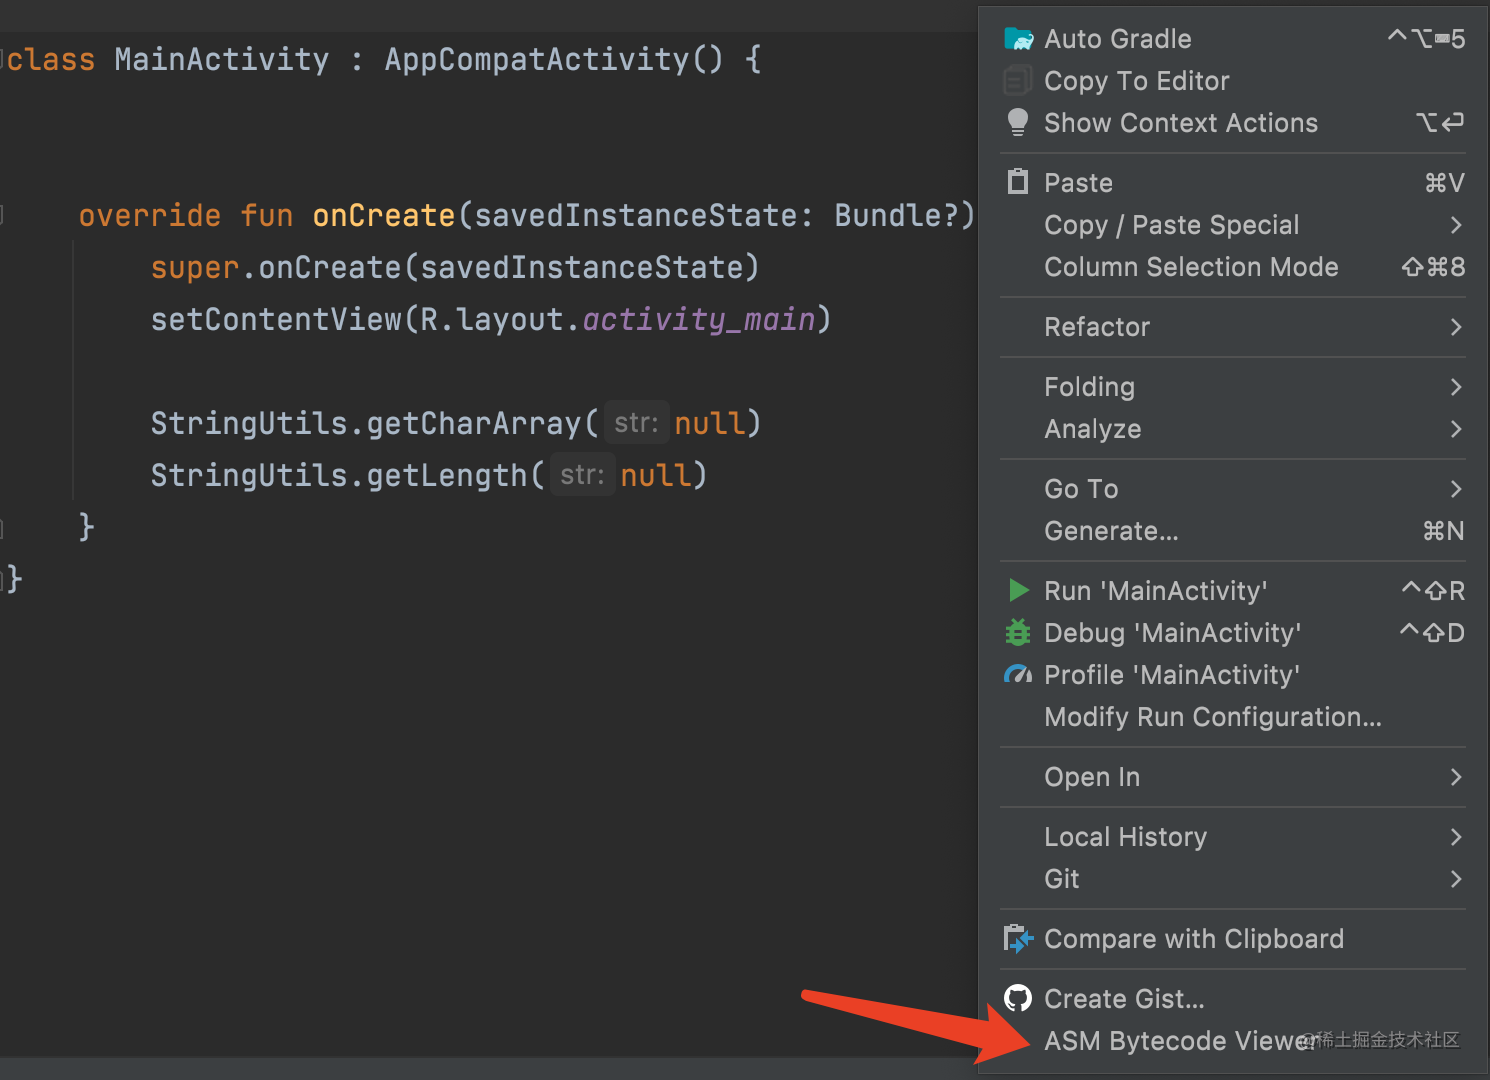 class MainActivity : AppCompatActivity() {
override fun onCreate(savedInstanceState: Bundle?)
super.onCreate(savedInstanceState)
setContentView(R.layout.activity_main)
StringUtils.getCharArray( str: null)
StringUtils.getLength( str: null)
}
}
Auto Gradle ^⌥⌨5
Copy To Editor
Show Context Actions ⌥⏎
Paste ⌘V
Copy / Paste Special >
Column Selection Mode ⇧⌘8
Refactor >
Folding >
Analyze >
Go To >
Generate... ⌘N
Run 'MainActivity' ^⇧R
Debug 'MainActivity' ^⇧D
Profile 'MainActivity'
Modify Run Configuration...
Open In >
Local History >
Git >
Compare with Clipboard
Create Gist...
ASM Bytecode Viewer
@稀土掘金技术社区